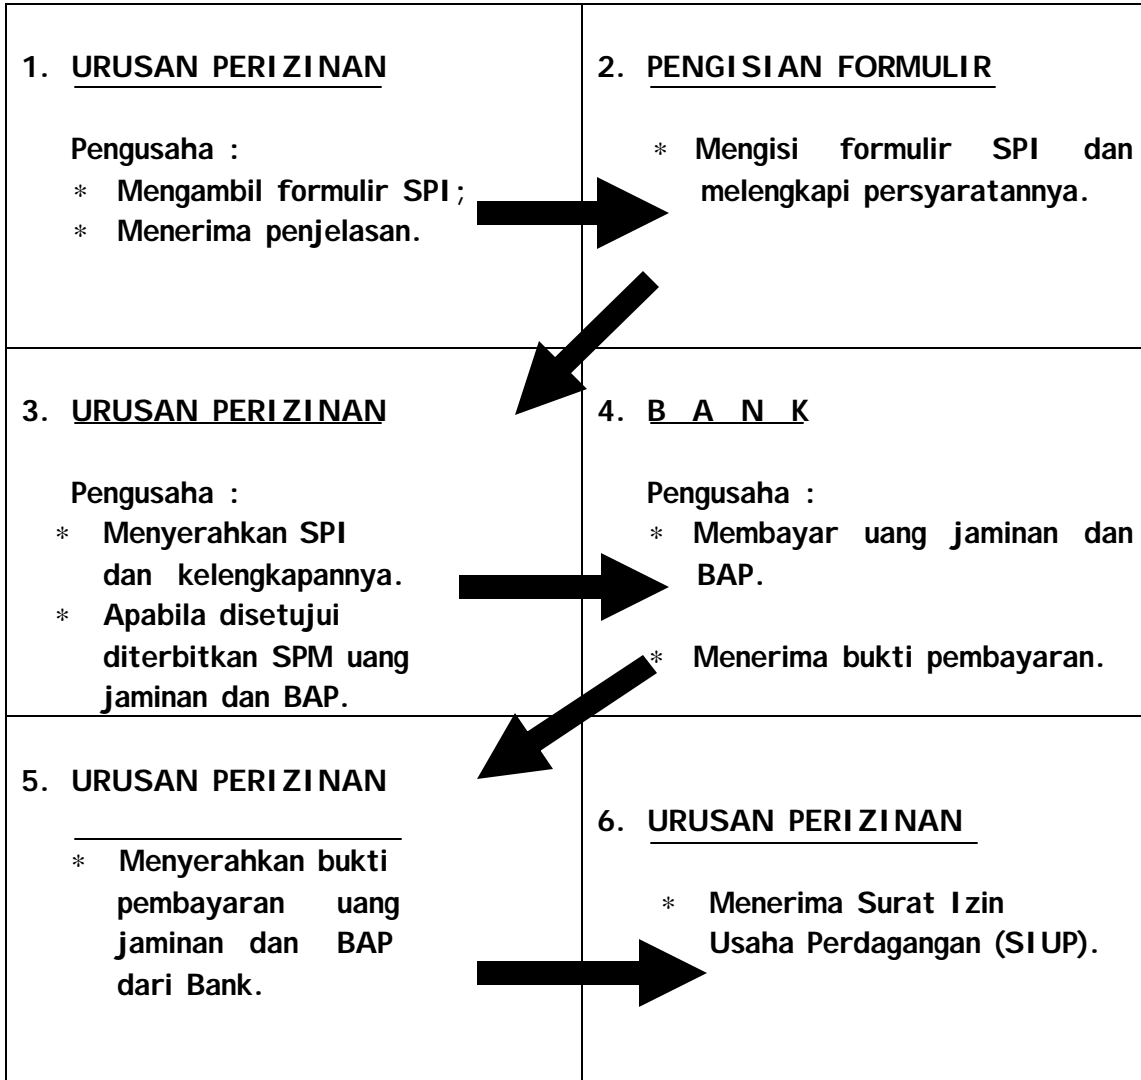 1. URUSAN PERIZINAN
Pengusaha :
* Mengambil formulir SPI;
* Menerima penjelasan.
2. PENGISIAN FORMULIR
* Mengisi formulir SPI dan
melengkapi persyaratannya.
3. URUSAN PERIZINAN
Pengusaha :
* Menyerahkan SPI
dan kelengkapannya.
* Apabila disetujui
diterbitkan SPM uang
jaminan dan BAP.
4. B A N K
Pengusaha :
* Membayar uang jaminan dan
BAP.
* Menerima bukti pembayaran.
5. URUSAN PERIZINAN
* Menyerahkan bukti
pembayaran uang
jaminan dan BAP
dari Bank.
6. URUSAN PERIZINAN
* Menerima Surat Izin
Usaha Perdagangan (SIUP).